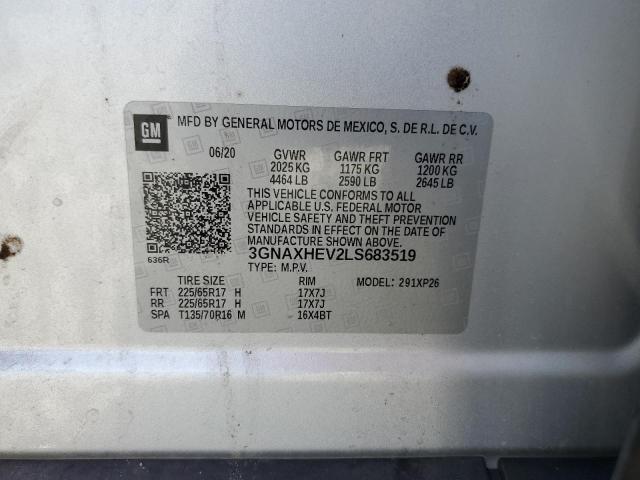 GM
MFD BY GENERAL MOTORS DE MEXICO, S. DE R.L. DE C.V.
06/20 GVWR GAWR FRT GAWR RR
2025 KG 1175 KG 1200 KG
4464 LB 2590 LB 2645 LB
THIS VEHICLE CONFORMS TO ALL
APPLICABLE U.S. FEDERAL MOTOR
VEHICLE SAFETY AND THEFT PREVENTION
STANDARDS IN EFFECT ON THE DATE OF
MANUFACTURE SHOWN ABOVE.
636R
3GNAXHEV2LS683519
TYPE: M.P.V.
TIRE SIZE RIM MODEL: 291XP26
FRT 225/65R17 H 17X7J
RR 225/65R17 H 17X7J
SPA T135/70R16 M 16X4BT